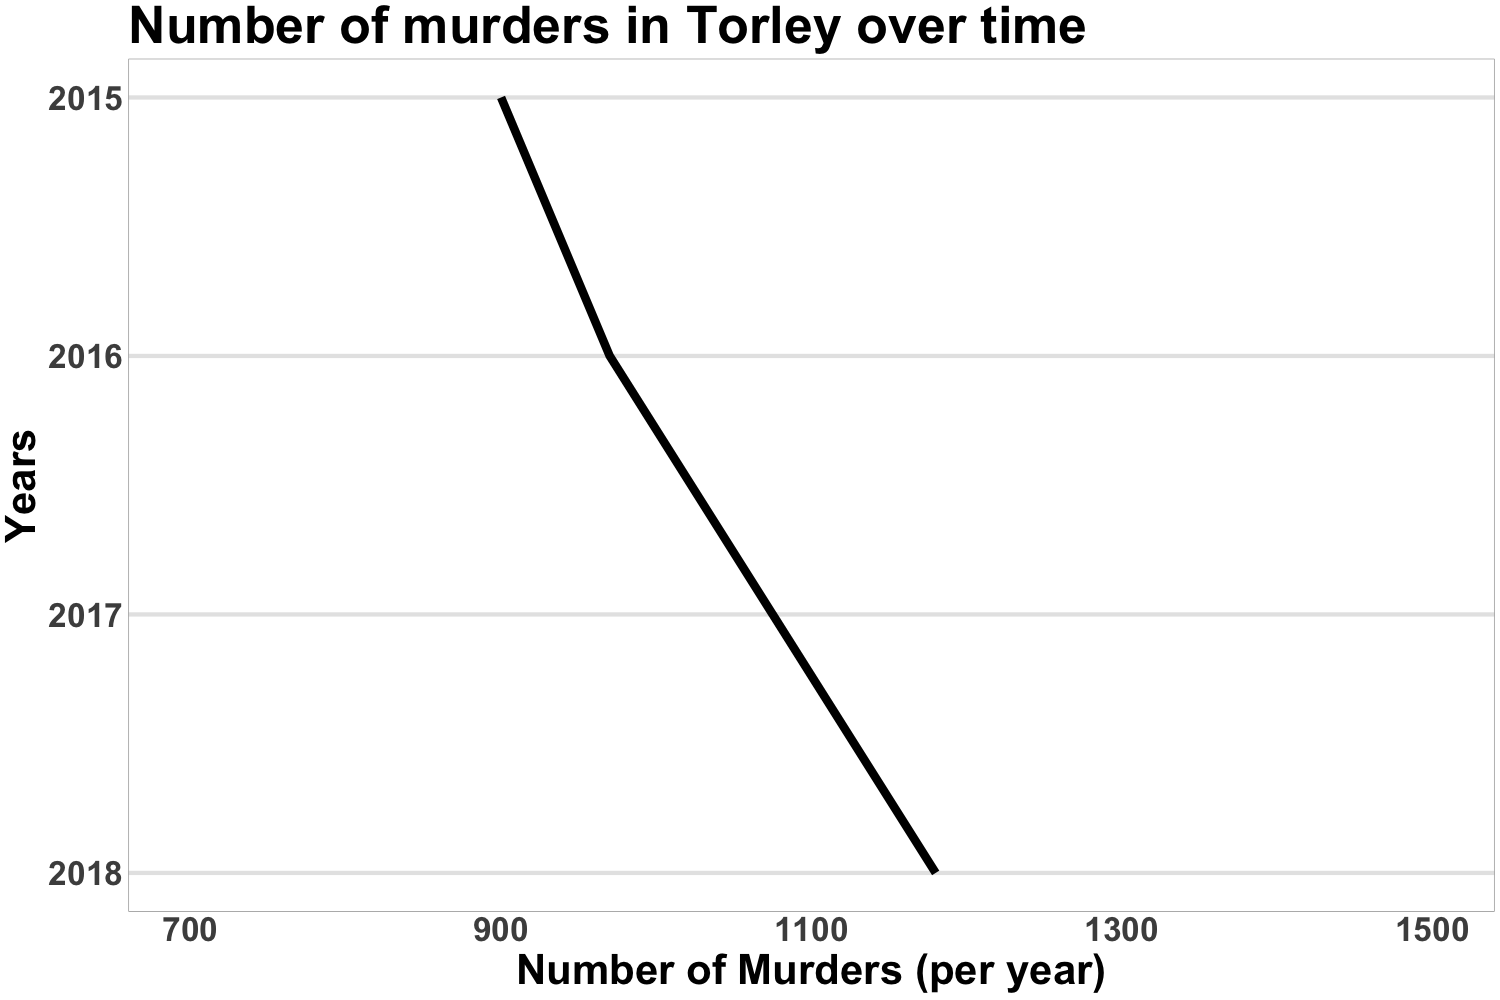 Number of murders in Torley over time
2015
2016
2017
2018
Years
700 900 1100 1300 1500
Number of Murders (per year)